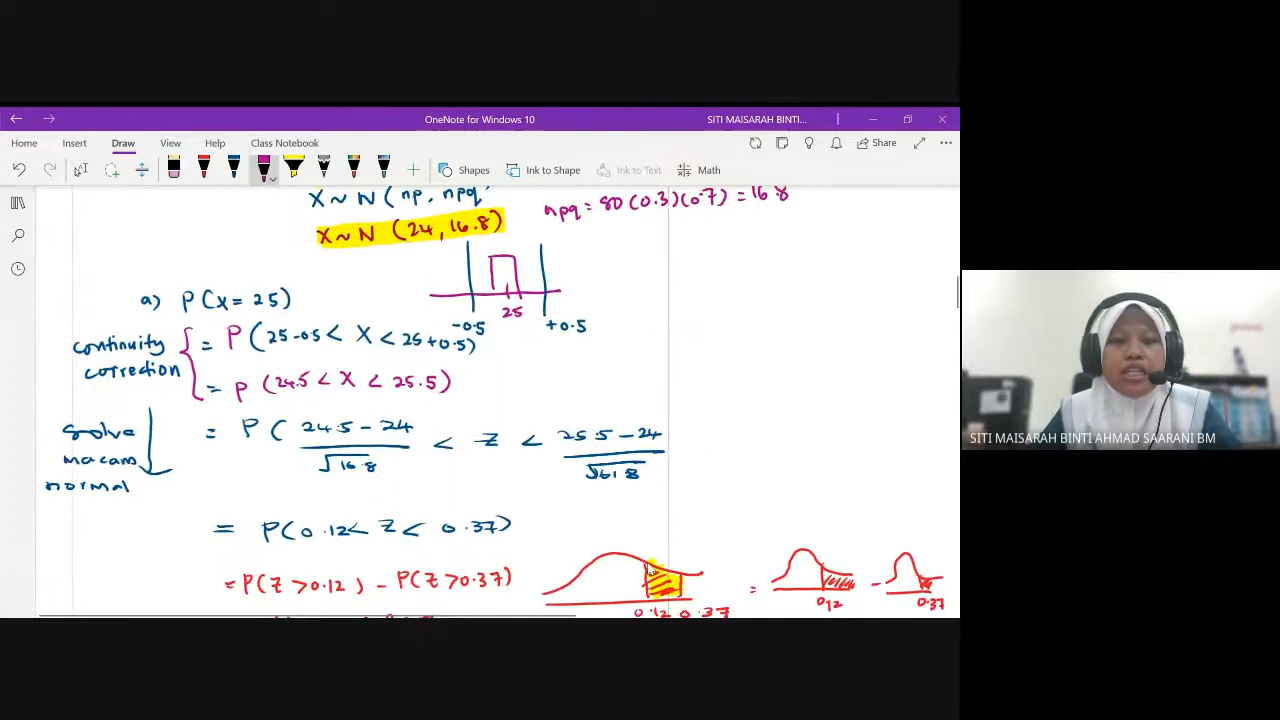 OneNote for Windows 10
SITI MAISARAH BINTI...
Home Insert Draw View Help Class Notebook
Share
Shapes Ink to Shape Ink to Text Math
X ~ N ( np, npq
npq = 80 (0.3)(0.7) = 16.8
X ~ N (24, 16.8)
25
-0.5 +0.5
a) P(X = 25)
continuity correction
= P (25-0.5 < X < 25+0.5)
= P (24.5 < X < 25.5)
solve macam normal
= P ( 24.5 - 24 / √16.8 < Z < 25.5 - 24 / √61.8
= P(0.12 < Z < 0.37)
= P(Z > 0.12) - P(Z > 0.37)
0.12 0.37 = 0.12 - 0.37
SITI MAISARAH BINTI AHMAD SAARANI BM